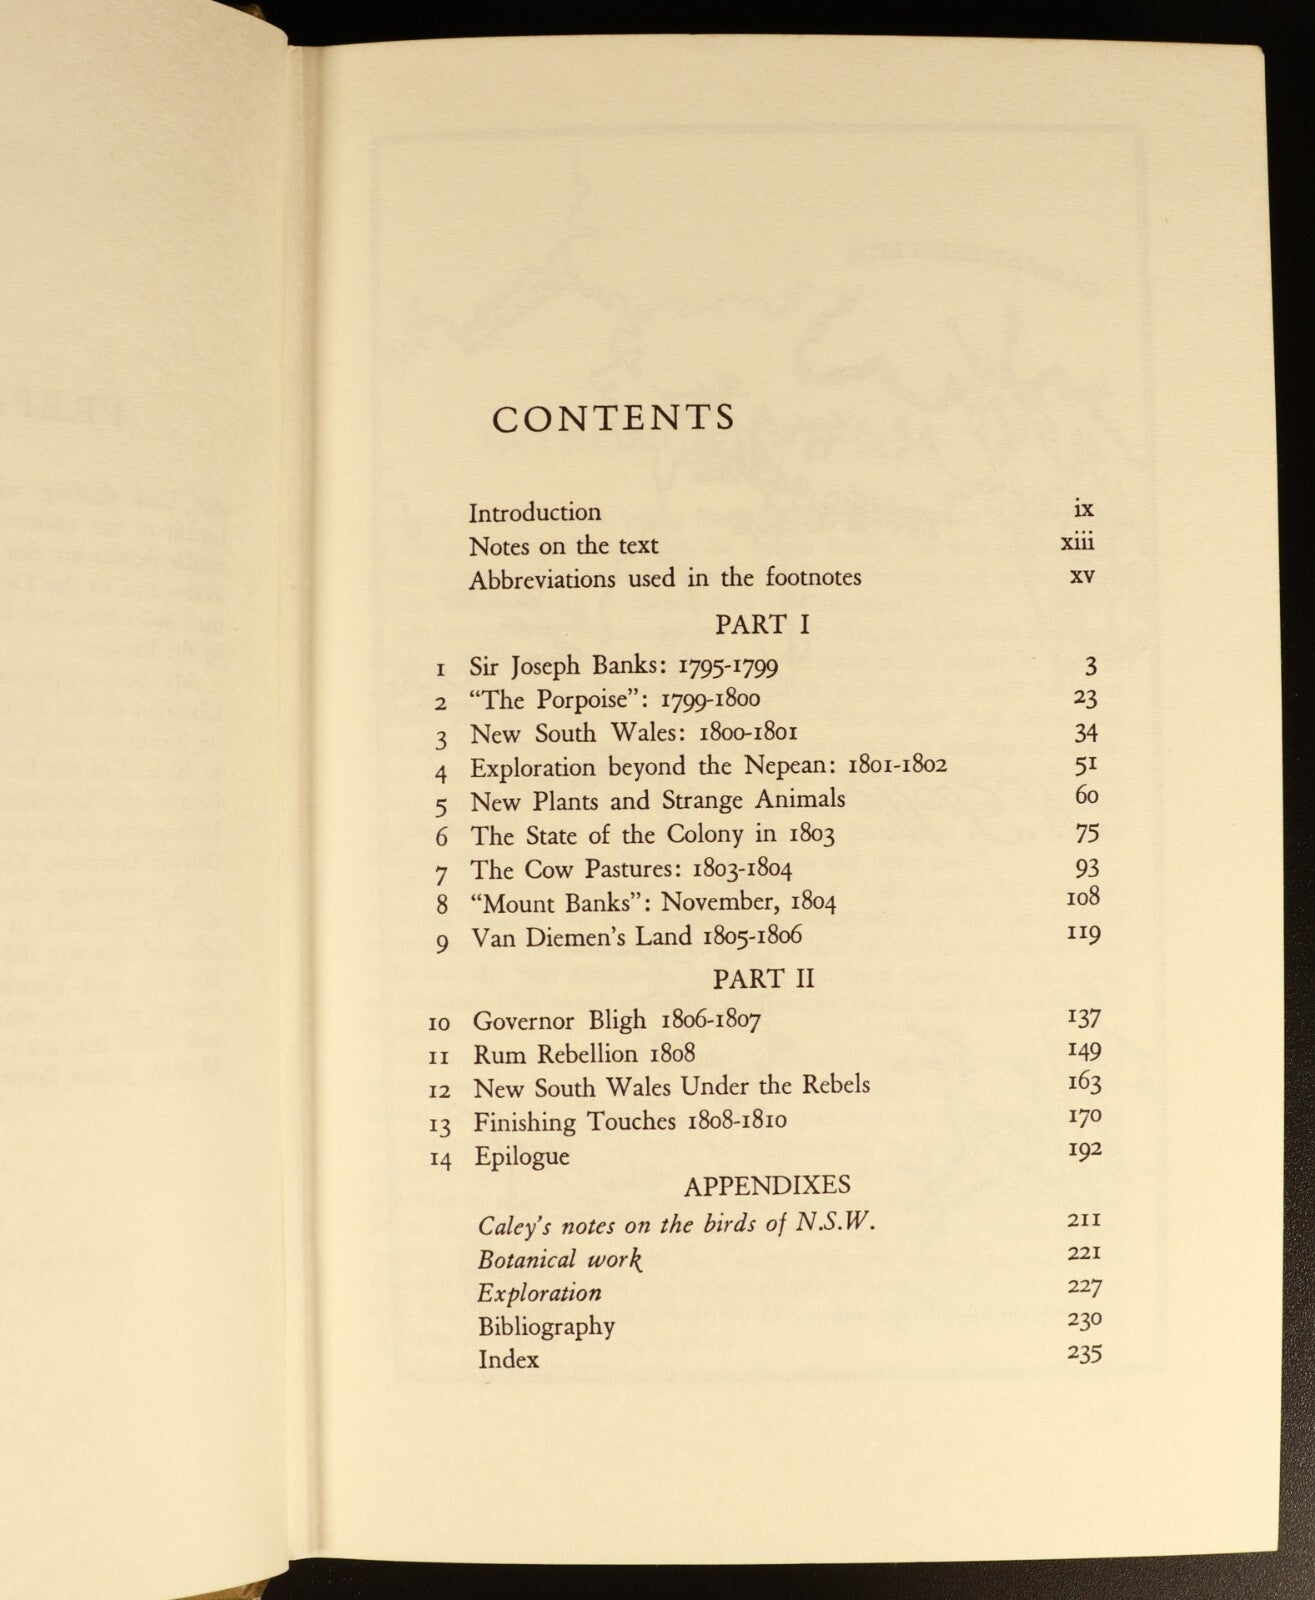 CONTENTS
Introduction ix
Notes on the text xiii
Abbreviations used in the footnotes xv
PART I
1 Sir Joseph Banks: 1795-1799 3
2 “The Porpoise”: 1799-1800 23
3 New South Wales: 1800-1801 34
4 Exploration beyond the Nepean: 1801-1802 51
5 New Plants and Strange Animals 60
6 The State of the Colony in 1803 75
7 The Cow Pastures: 1803-1804 93
8 “Mount Banks”: November, 1804 108
9 Van Diemen’s Land 1805-1806 119
PART II
10 Governor Bligh 1806-1807 137
11 Rum Rebellion 1808 149
12 New South Wales Under the Rebels 163
13 Finishing Touches 1808-1810 170
14 Epilogue 192
APPENDIXES
Caley’s notes on the birds of N.S.W. 211
Botanical work 221
Exploration 227
Bibliography 230
Index 235